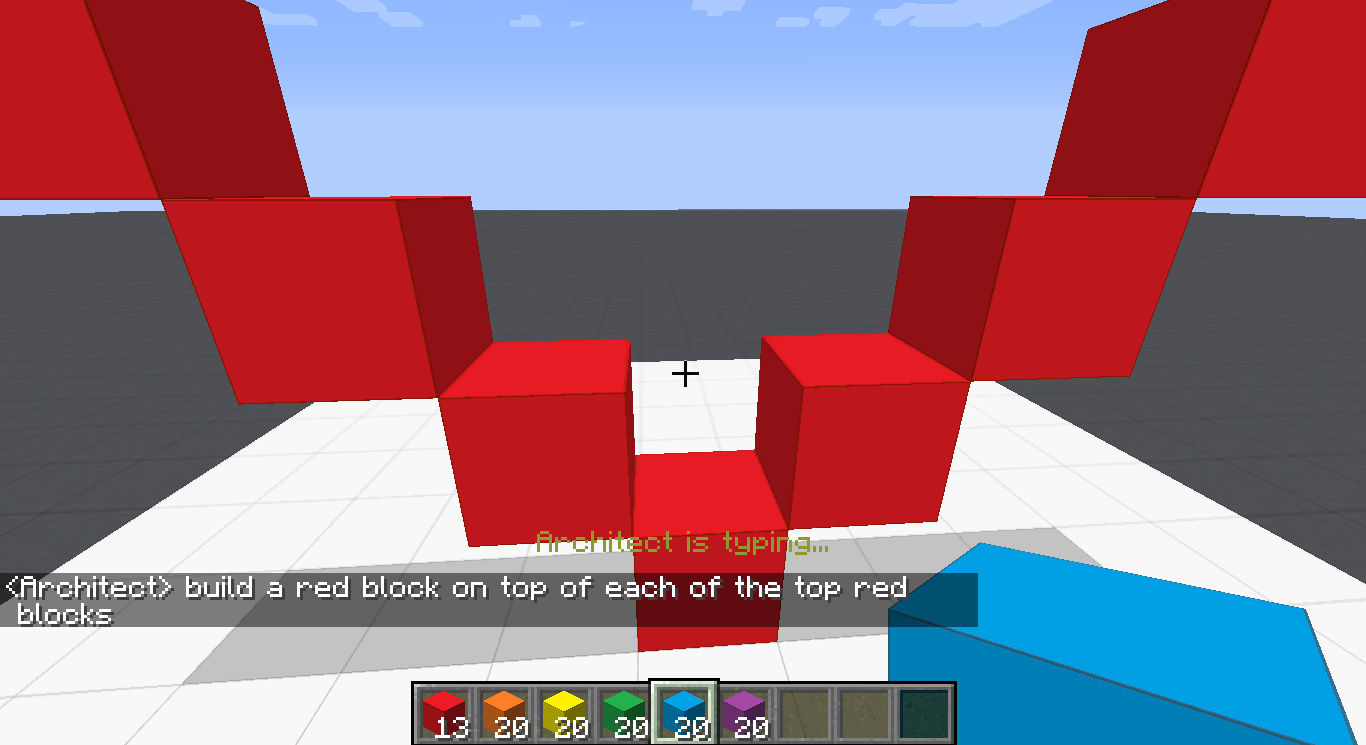 Architect is typing...
<Architect> build a red block on top of each of the top red
blocks
13 20 20 20 20 20